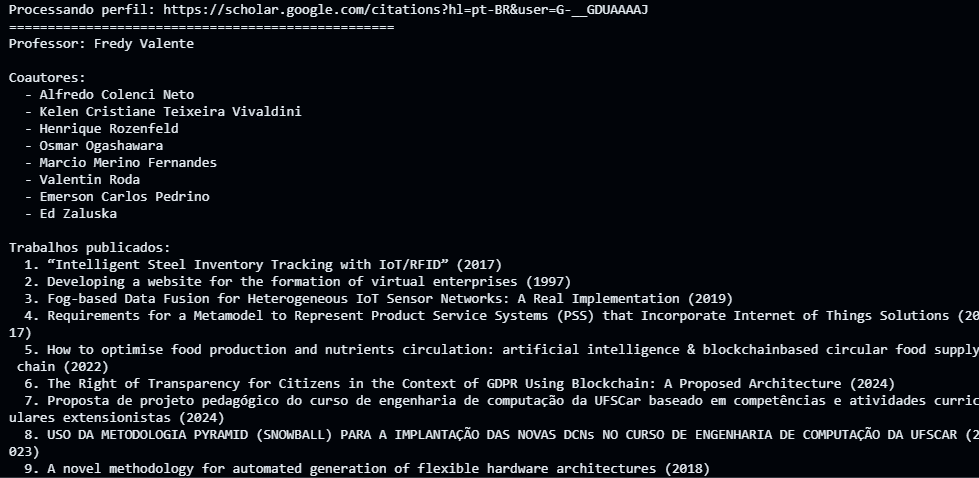 Processando perfil: https://scholar.google.com/citations?hl=pt-BR&user=G-__GDUAAAAJ
==================================================
Professor: Fredy Valente
Coautores:
- Alfredo Colenci Neto
- Kelen Cristiane Teixeira Vivaldini
- Henrique Rozenfeld
- Osmar Ogashawara
- Marcio Merino Fernandes
- Valentin Roda
- Emerson Carlos Pedrino
- Ed Zaluska
Trabalhos publicados:
1. “Intelligent Steel Inventory Tracking with IoT/RFID” (2017)
2. Developing a website for the formation of virtual enterprises (1997)
3. Fog-based Data Fusion for Heterogeneous IoT Sensor Networks: A Real Implementation (2019)
4. Requirements for a Metamodel to Represent Product Service Systems (PSS) that Incorporate Internet of Things Solutions (20
17)
5. How to optimise food production and nutrients circulation: artificial intelligence & blockchainbased circular food supply
chain (2022)
6. The Right of Transparency for Citizens in the Context of GDPR Using Blockchain: A Proposed Architecture (2024)
7. Proposta de projeto pedagógico do curso de engenharia de computação da UFSCar baseado em competências e atividades curric
ulares extensionistas (2024)
8. USO DA METODOLOGIA PYRAMID (SNOWBALL) PARA A IMPLANTAÇÃO DAS NOVAS DCNs NO CURSO DE ENGENHARIA DE COMPUTAÇÃO DA UFSCAR (2
023)
9. A novel methodology for automated generation of flexible hardware architectures (2018)